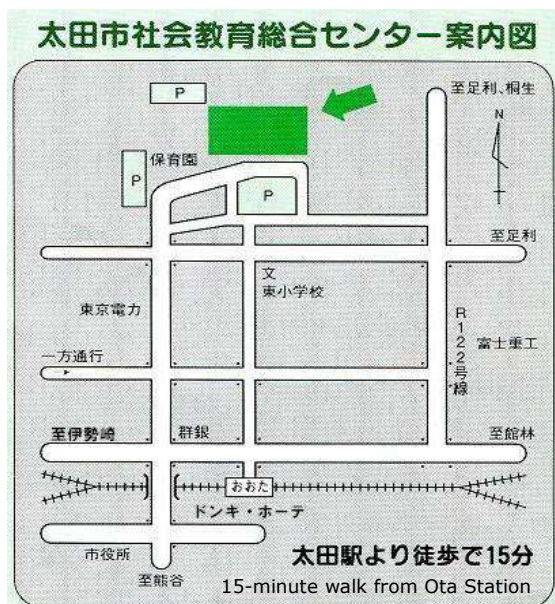 太田市社会教育総合センター案内図
P
至足利、桐生
N
保育園
P
P
至足利
文
東小学校
東京電力
R122号線
富士重工
一方通行
至伊勢崎
群銀
至館林
おおた
ドンキ・ホーテ
市役所
太田駅より徒歩で15分
至熊谷
15-minute walk from Ota Station